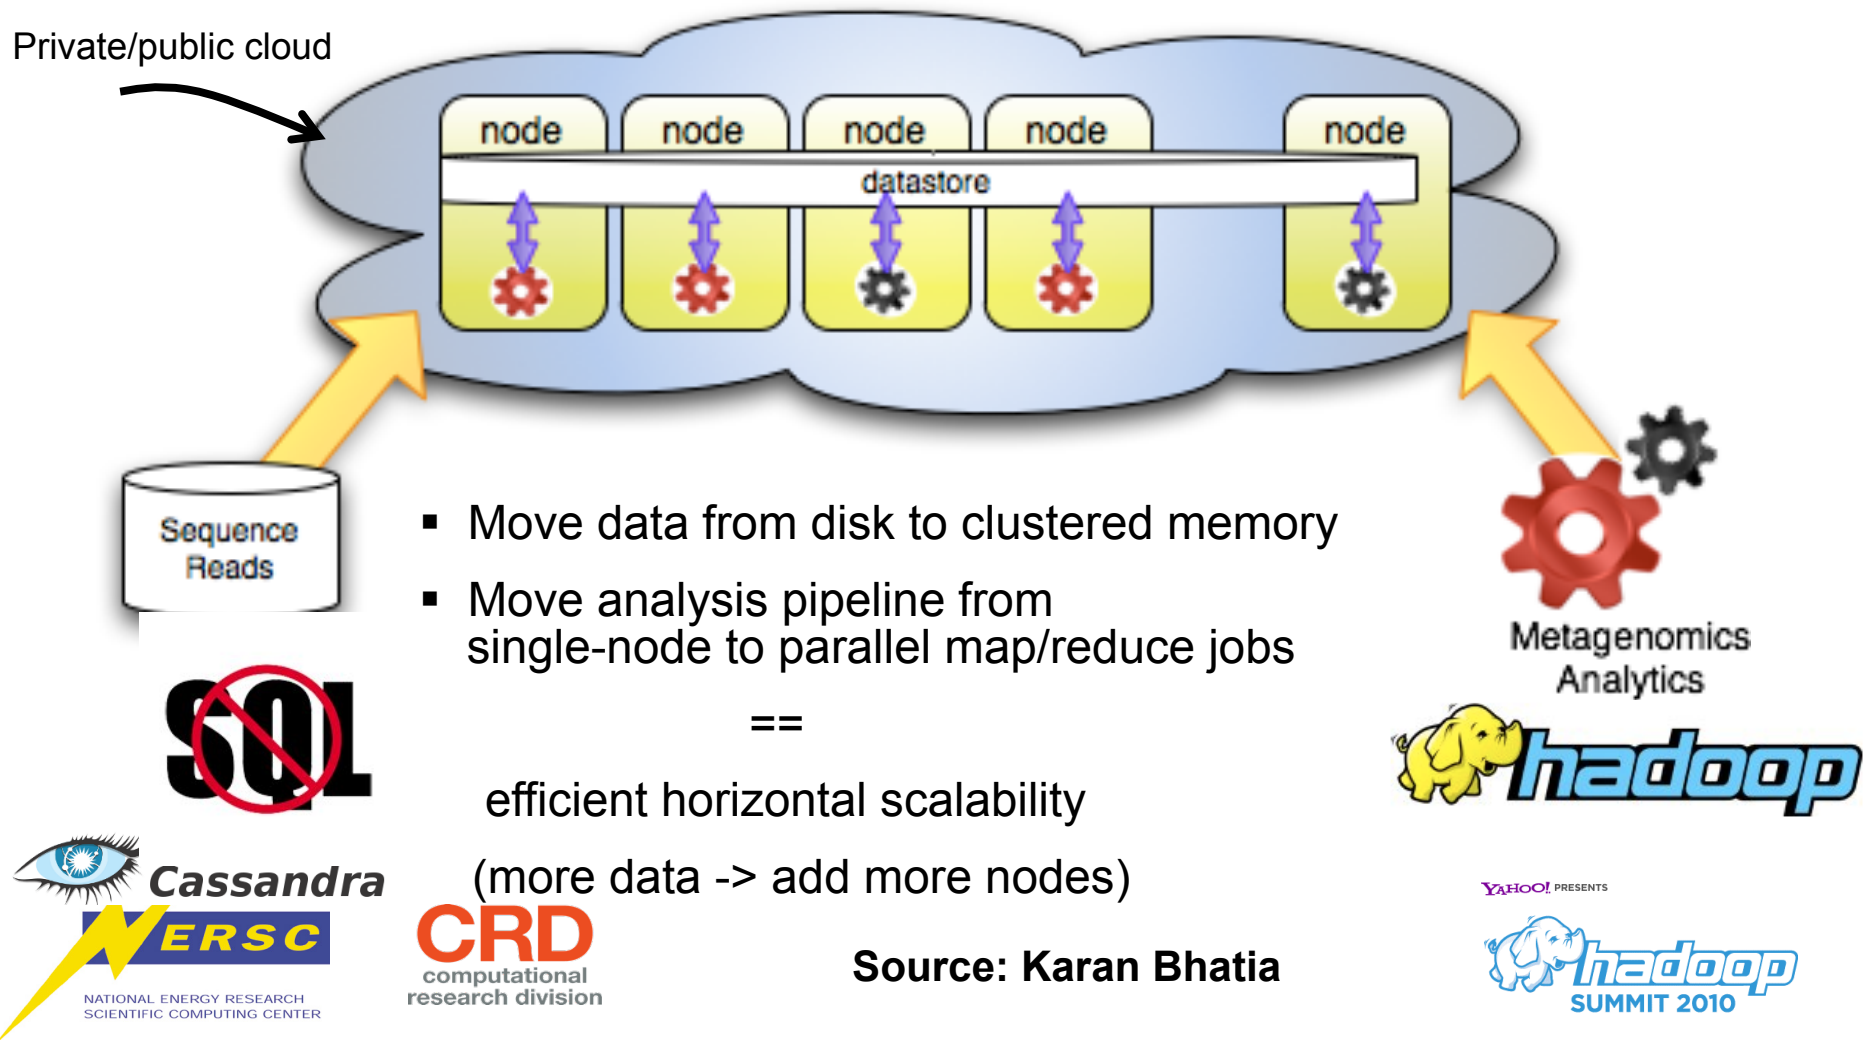 Private/public cloud
node node node node node
datastore
Sequence
Reads
▪ Move data from disk to clustered memory
▪ Move analysis pipeline from
single-node to parallel map/reduce jobs
==
efficient horizontal scalability
(more data -> add more nodes)
Source: Karan Bhatia
Metagenomics
Analytics
hadoop
SQL
Cassandra
NERSC
NATIONAL ENERGY RESEARCH
SCIENTIFIC COMPUTING CENTER
CRD
computational
research division
YAHOO! PRESENTS
hadoop
SUMMIT 2010